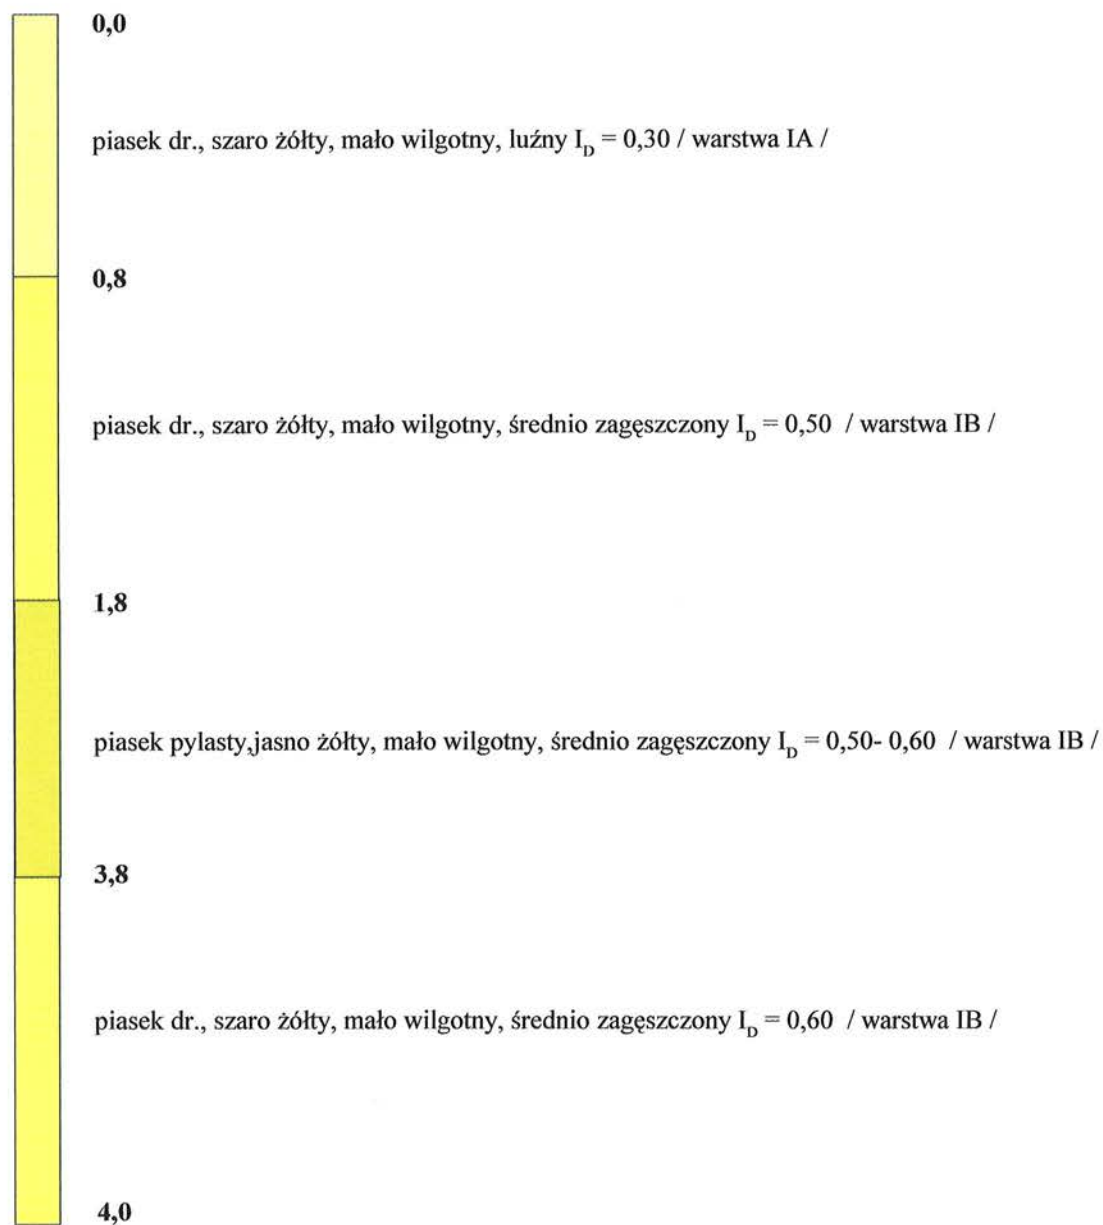 0,0
piasek dr., szaro żółty, mało wilgotny, luźny I_D = 0,30 / warstwa IA /
0,8
piasek dr., szaro żółty, mało wilgotny, średnio zagęszczony I_D = 0,50 / warstwa IB /
1,8
piasek pylasty,jasno żółty, mało wilgotny, średnio zagęszczony I_D = 0,50- 0,60 / warstwa IB /
3,8
piasek dr., szaro żółty, mało wilgotny, średnio zagęszczony I_D = 0,60 / warstwa IB /
4,0